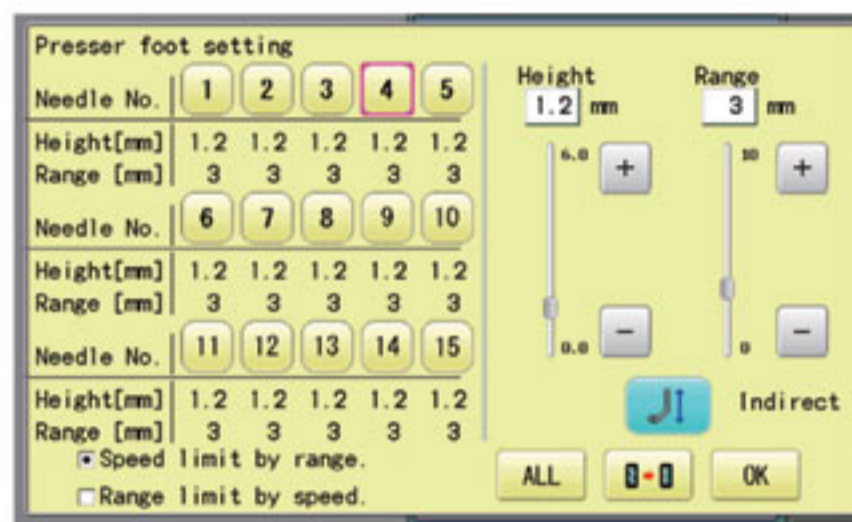 Presser foot setting
Needle No. 1 2 3 4 5
Height[mm] 1.2 1.2 1.2 1.2 1.2
Range [mm] 3 3 3 3 3
Needle No. 6 7 8 9 10
Height[mm] 1.2 1.2 1.2 1.2 1.2
Range [mm] 3 3 3 3 3
Needle No. 11 12 13 14 15
Height[mm] 1.2 1.2 1.2 1.2 1.2
Range [mm] 3 3 3 3 3
Speed limit by range.
Range limit by speed.
Height Range
1.2 mm 3 mm
6.0 + 10 +
0.0 - 0 -
Indirect
ALL 0-0 OK